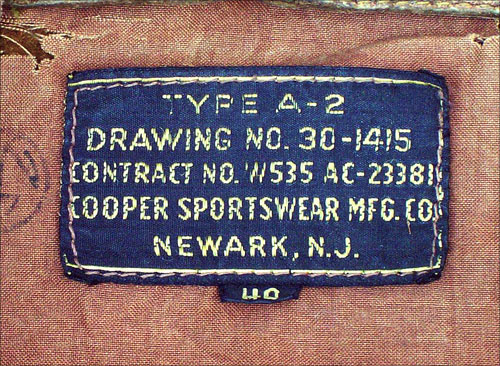 TYPE A-2
DRAWING NO. 30-1415
CONTRACT NO. W535 AC-23381
COOPER SPORTSWEAR MFG. CO.
NEWARK, N.J.
40